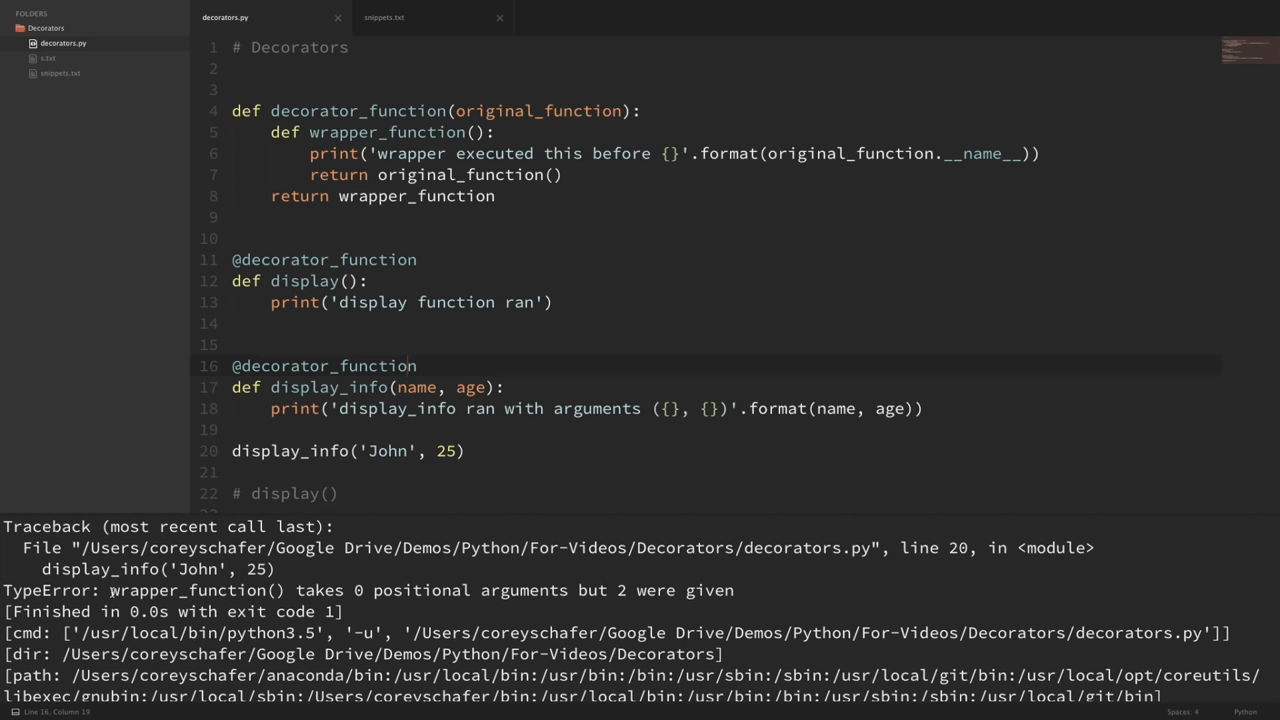 FOLDERS
Decorators
decorators.py
s.txt
snippets.txt
decorators.py
snippets.txt
1 # Decorators
2
3
4 def decorator_function(original_function):
5     def wrapper_function():
6         print('wrapper executed this before {}'.format(original_function.__name__))
7         return original_function()
8     return wrapper_function
9
10
11 @decorator_function
12 def display():
13     print('display function ran')
14
15
16 @decorator_function
17 def display_info(name, age):
18     print('display_info ran with arguments ({}, {})'.format(name, age))
19
20 display_info('John', 25)
21
22 # display()
Traceback (most recent call last):
  File "/Users/coreyschafer/Google Drive/Demos/Python/For-Videos/Decorators/decorators.py", line 20, in <module>
    display_info('John', 25)
TypeError: wrapper_function() takes 0 positional arguments but 2 were given
[Finished in 0.0s with exit code 1]
[cmd: ['/usr/local/bin/python3.5', '-u', '/Users/coreyschafer/Google Drive/Demos/Python/For-Videos/Decorators/decorators.py']]
[dir: /Users/coreyschafer/Google Drive/Demos/Python/For-Videos/Decorators]
[path: /Users/coreyschafer/anaconda/bin:/usr/local/bin:/usr/bin:/bin:/usr/sbin:/sbin:/usr/local/git/bin:/usr/local/opt/coreutils/
libexec/gnubin:/usr/local/sbin:/Users/coreyschafer/bin:/usr/local/bin:/usr/bin:/bin:/usr/sbin:/sbin:/usr/local/git/bin]
Line 16, Column 19
Spaces: 4
Python